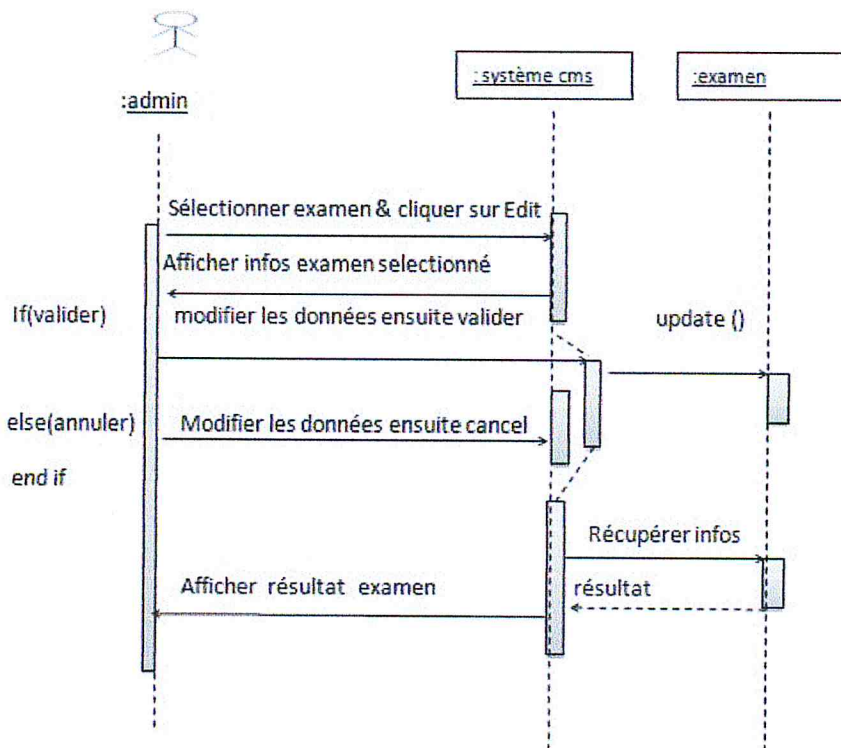 :admin
:système cms
:examen
Sélectionner examen & cliquer sur Edit
Afficher infos examen selectionné
If(valider)
modifier les données ensuite valider
update ()
else(annuler)
Modifier les données ensuite cancel
end if
Récupérer infos
Afficher résultat examen
résultat